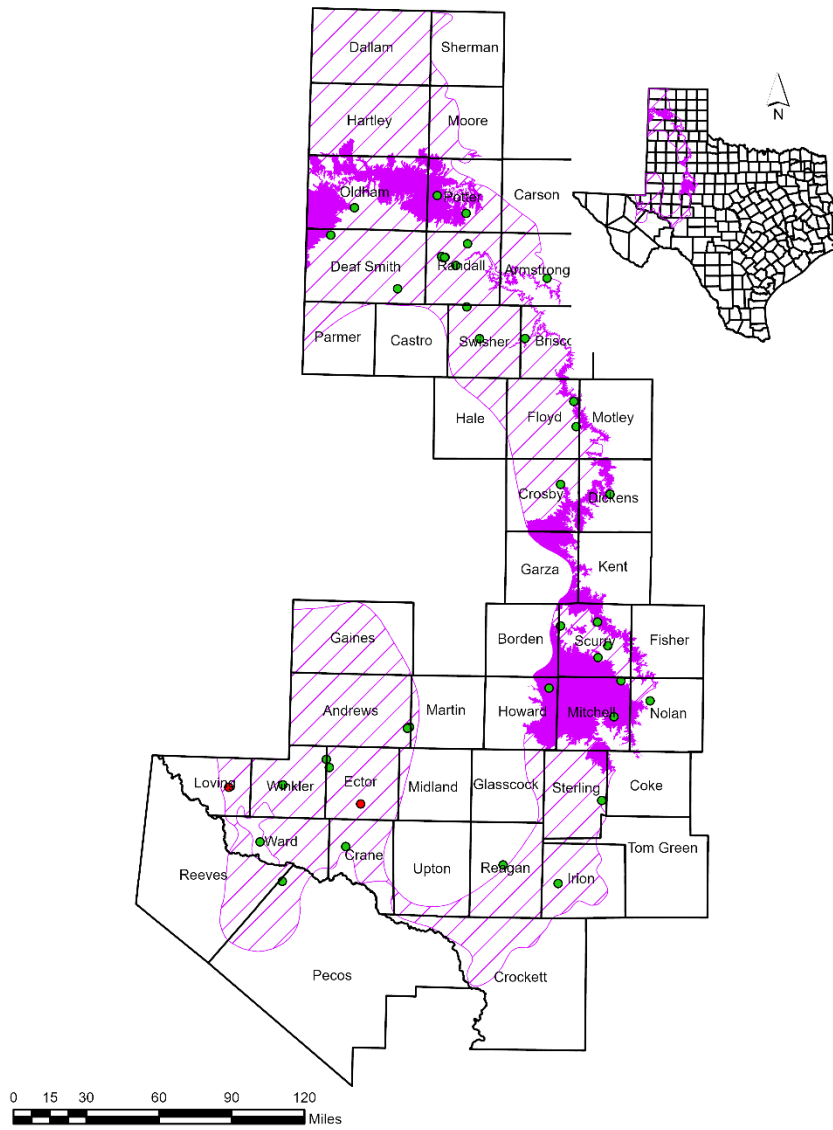 Dallam Sherman
Hartley Moore
N
Oldham Potter Carson
Deaf Smith Randall Armstrong
Parmer Castro Swisher Brisco
Hale Floyd Motley
Crosby Dickens
Garza Kent
Gaines Borden Scurry Fisher
Andrews Martin Howard Mitchell Nolan
Loving Winkler Ector Midland Glasscock Sterling Coke
Ward Crane Upton Reagan Irion Tom Green
Reeves
Pecos Crockett
0 15 30 60 90 120
Miles